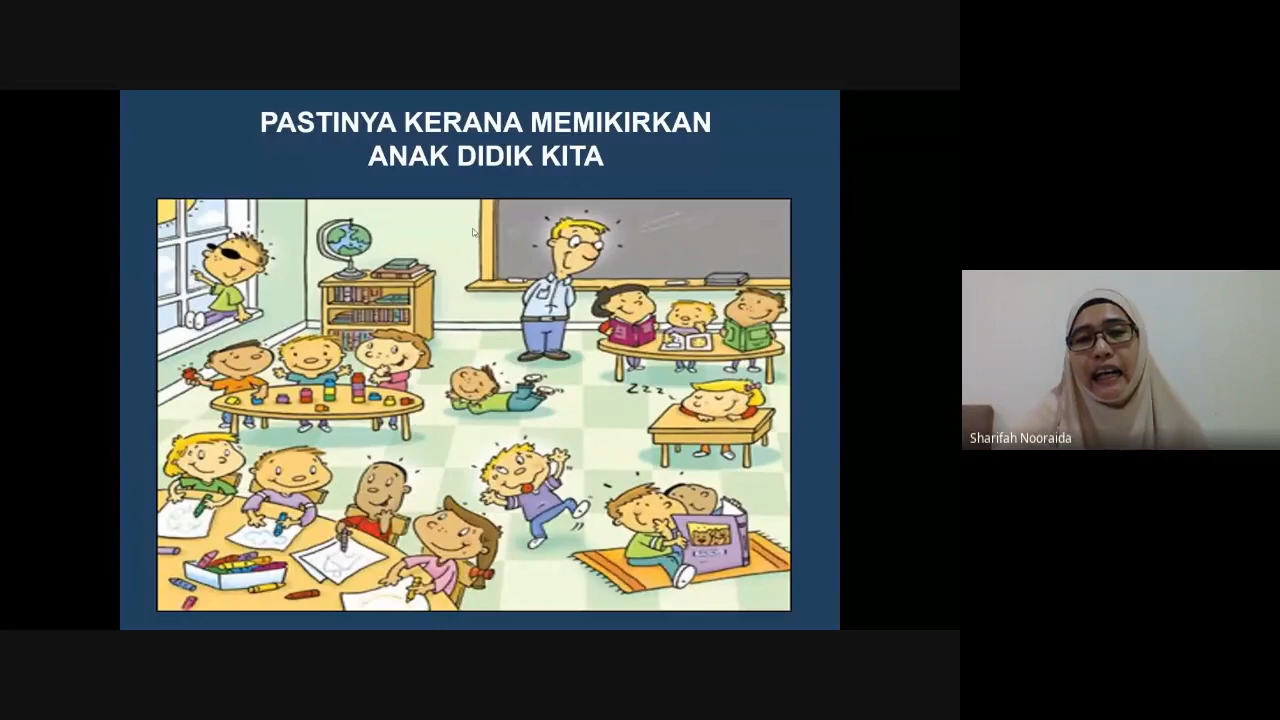 PASTINYA KERANA MEMIKIRKAN
ANAK DIDIK KITA
Z Z Z
Sharifah Nooraida